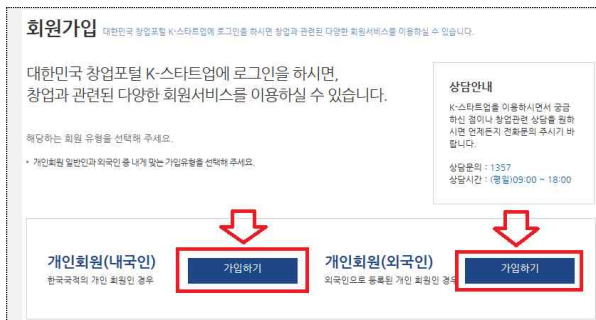 회원가입 대한민국 창업포털 K-스타트업에 로그인을 하시면 창업과 관련된 다양한 회원서비스를 이용하실 수 있습니다.
대한민국 창업포털 K-스타트업에 로그인을 하시면,
창업과 관련된 다양한 회원서비스를 이용하실 수 있습니다.
해당하는 회원 유형을 선택해 주세요.
• 개인회원 일반인과 외국인 중 내게 맞는 가입유형을 선택해 주세요.
상담안내
K-스타트업을 이용하시면서 궁금
하신 점이나 창업관련 상담을 원하
시면 언제든지 전화문의 주시기 바
랍니다.
상담문의 : 1357
상담시간 : (평일)09:00 ~ 18:00
개인회원(내국인)
한국국적의 개인 회원인 경우
가입하기
개인회원(외국인)
외국인으로 등록된 개인 회원인 경우
가입하기